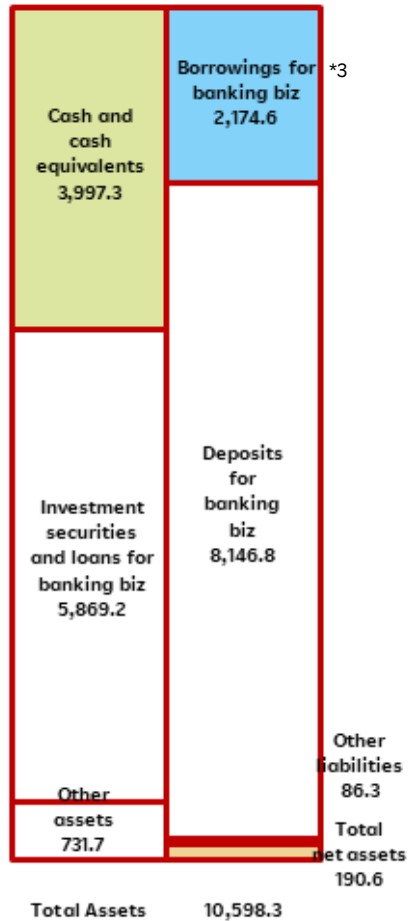 Cash and
cash
equivalents
3,997.3
Investment
securities
and loans for
banking biz
5,869.2
Other
assets
731.7
Borrowings for
banking biz
2,174.6
*3
Deposits
for
banking
biz
8,146.8
Other
liabilities
86.3
Total
net assets
190.6
Total Assets 10,598.3